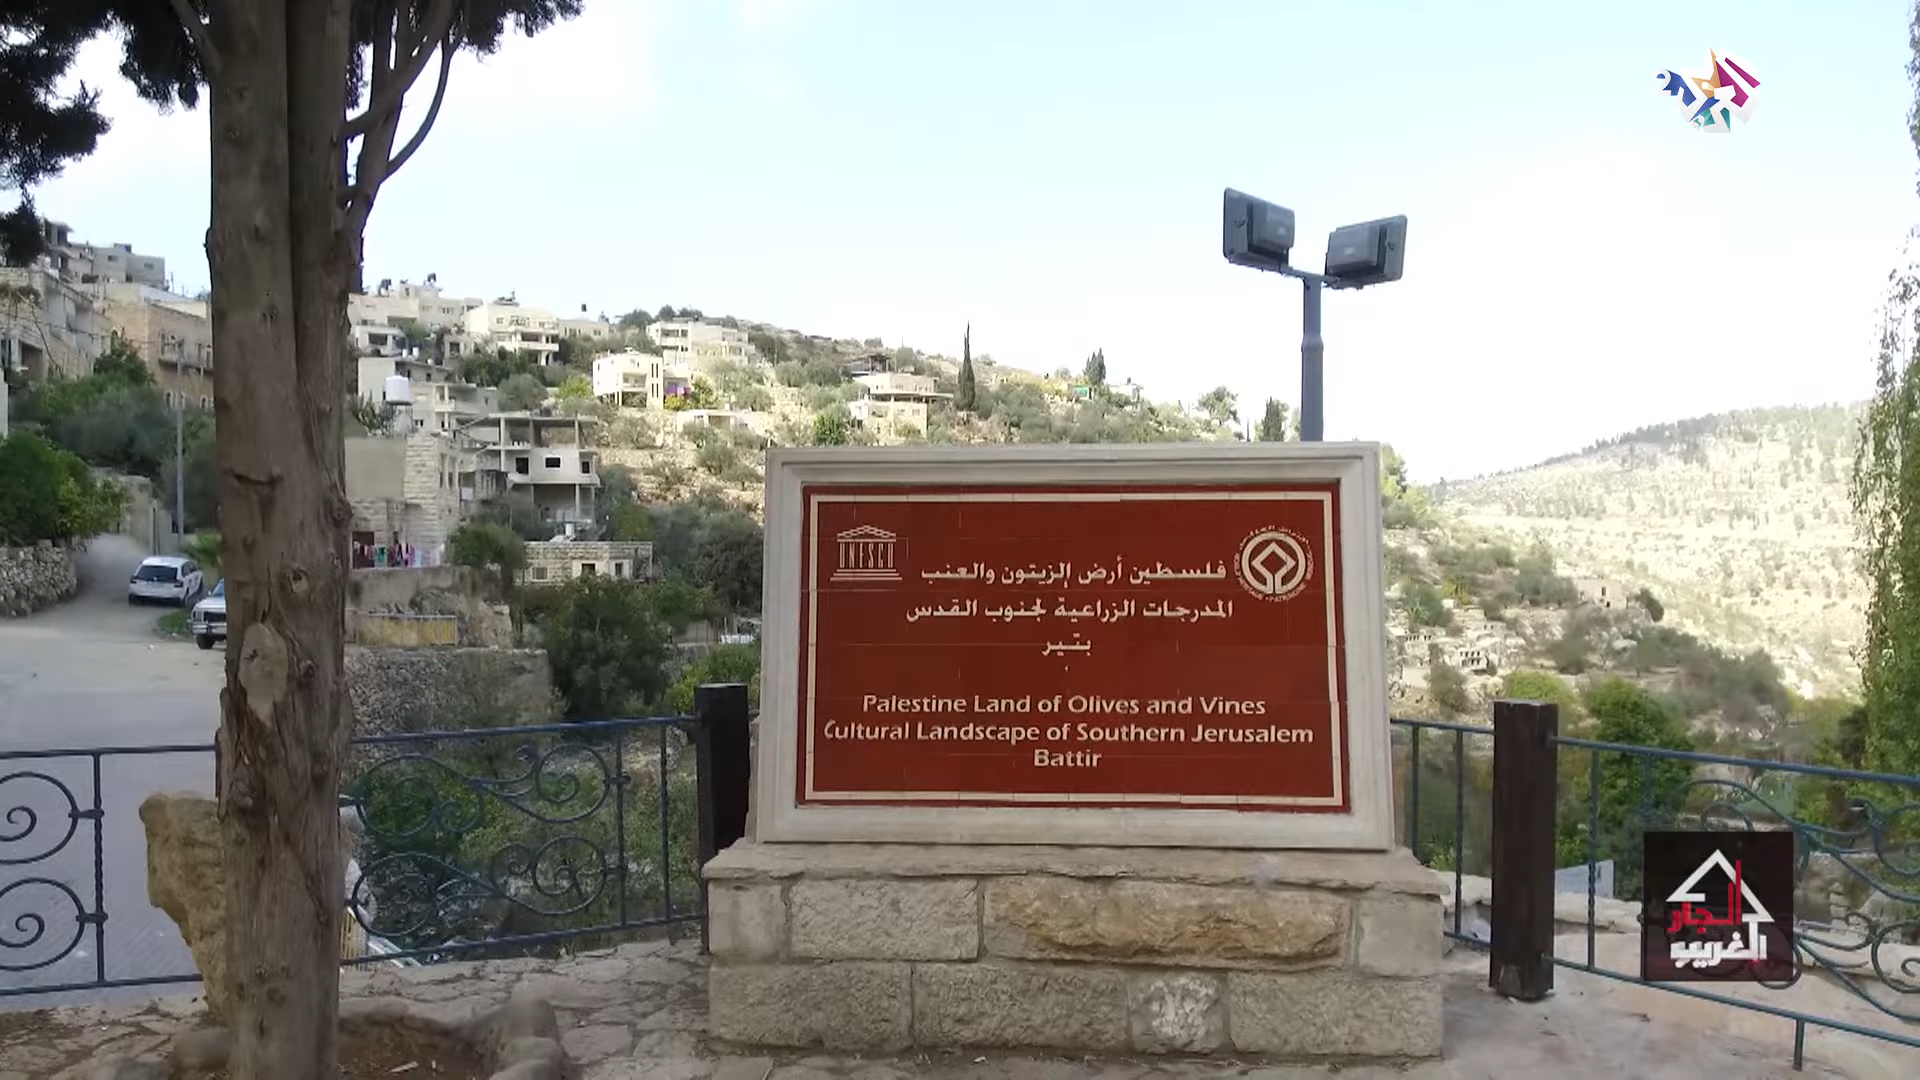 UNESCO
فلسطين أرض الزيتون والعنب
المدرجات الزراعية لجنوب القدس
بتير
Palestine Land of Olives and Vines
Cultural Landscape of Southern Jerusalem
Battir
الجار
الغريب